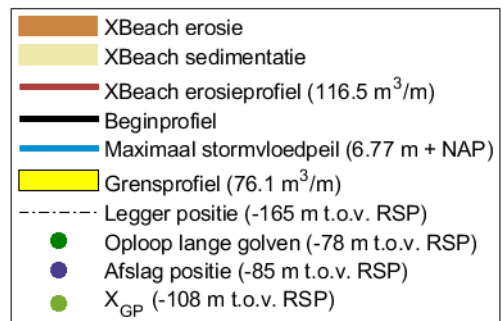 XBeach erosie
XBeach sedimentatie
XBeach erosieprofiel (116.5 m³/m)
Beginprofiel
Maximaal stormvloedpeil (6.77 m + NAP)
Grensprofiel (76.1 m³/m)
Legger positie (-165 m t.o.v. RSP)
Oploop lange golven (-78 m t.o.v. RSP)
Afslag positie (-85 m t.o.v. RSP)
X_GP (-108 m t.o.v. RSP)